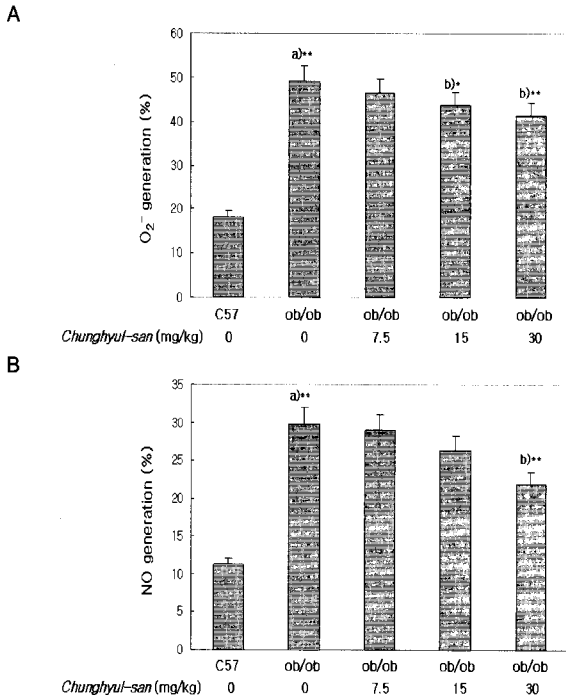 A
O₂⁻ generation (%)
60
50
40
30
20
10
0
a)**
b)*
b)**
C57 ob/ob ob/ob ob/ob ob/ob
Chunghyul-san (mg/kg) 0 0 7.5 15 30
B
NO generation (%)
35
30
25
20
15
10
5
0
a)**
b)**
C57 ob/ob ob/ob ob/ob ob/ob
Chunghyul-san (mg/kg) 0 0 7.5 15 30